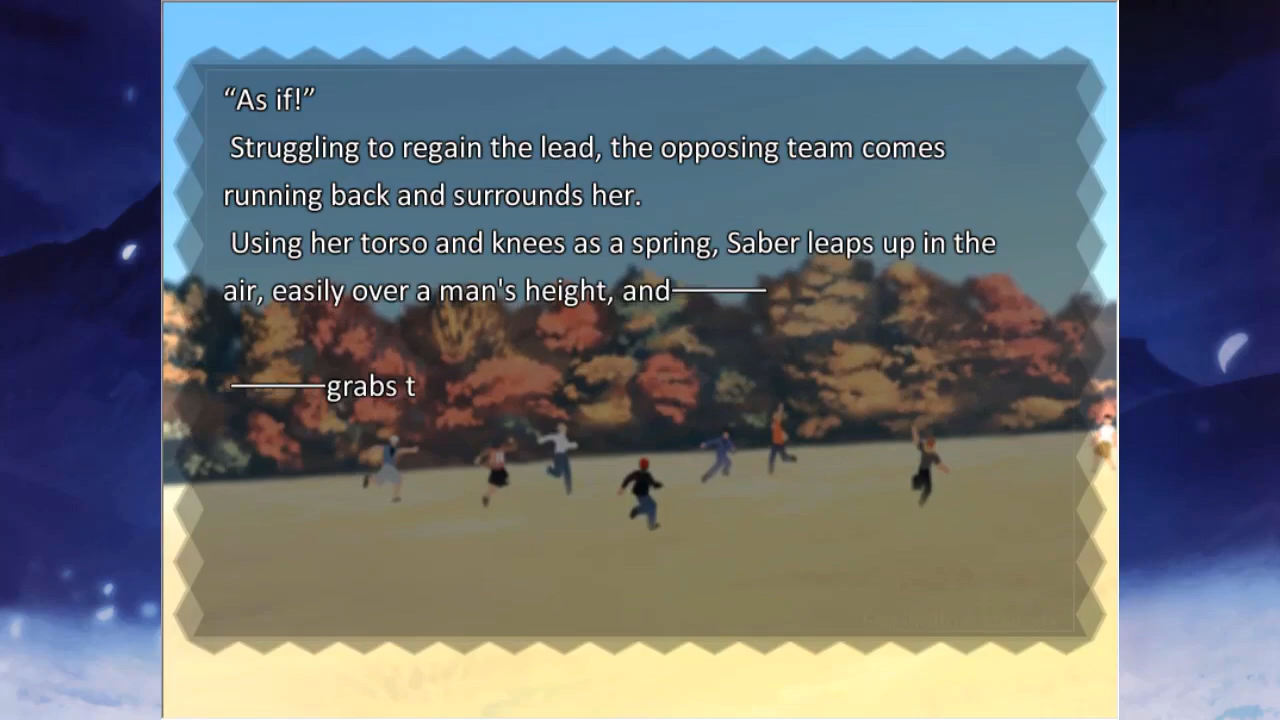 “As if!”
Struggling to regain the lead, the opposing team comes
running back and surrounds her.
Using her torso and knees as a spring, Saber leaps up in the
air, easily over a man's height, and————
————grabs t